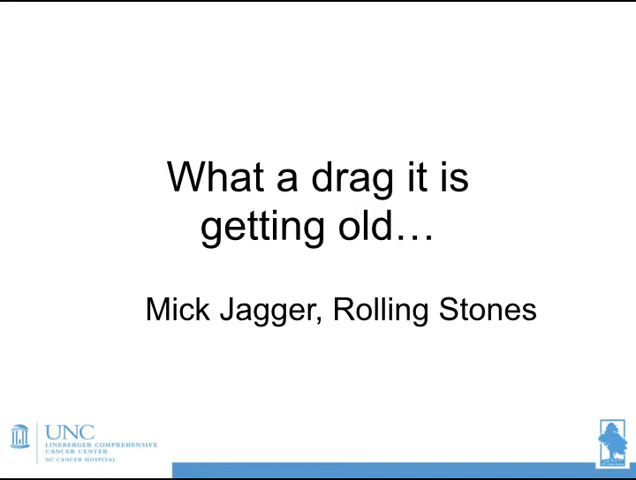 What a drag it is
getting old…
Mick Jagger, Rolling Stones
UNC
LINEBERGER COMPREHENSIVE
CANCER CENTER
NC CANCER HOSPITAL